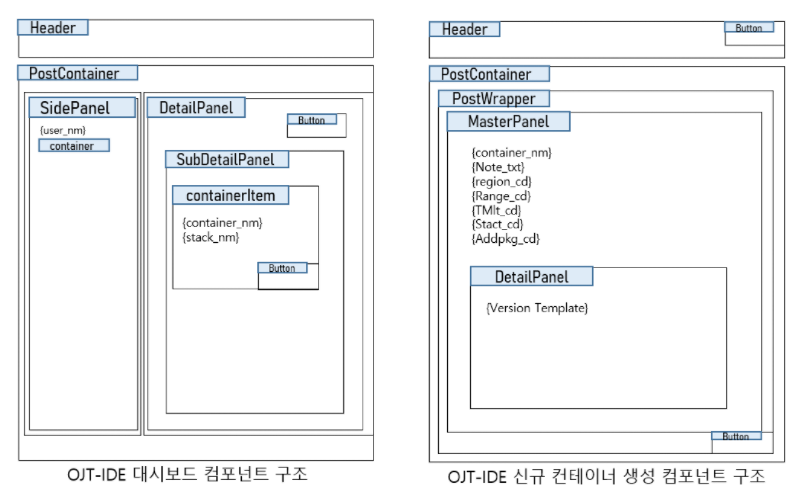 Header
PostContainer
SidePanel
{user_nm}
container
DetailPanel
Button
SubDetailPanel
containerItem
{container_nm}
{stack_nm}
Button
OJT-IDE 대시보드 컴포넌트 구조
Header
Button
PostContainer
PostWrapper
MasterPanel
{container_nm}
{Note_txt}
{region_cd}
{Range_cd}
{TMlt_cd}
{Stact_cd}
{Addpkg_cd}
DetailPanel
{Version Template)
Button
OJT-IDE 신규 컨테이너 생성 컴포넌트 구조